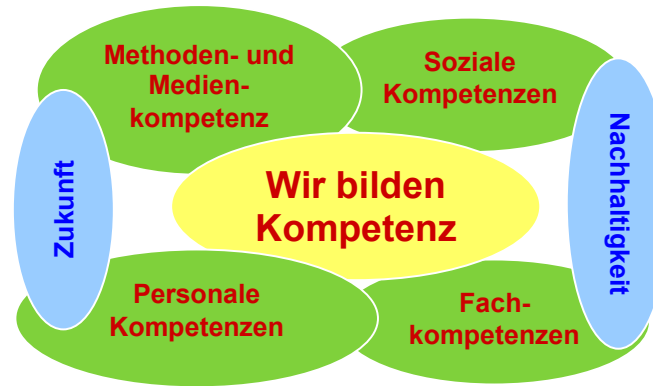 Methoden- und
Medien-
kompetenz
Soziale
Kompetenzen
Zukunft
Wir bilden
Kompetenz
Nachhaltigkeit
Personale
Kompetenzen
Fach-
kompetenzen